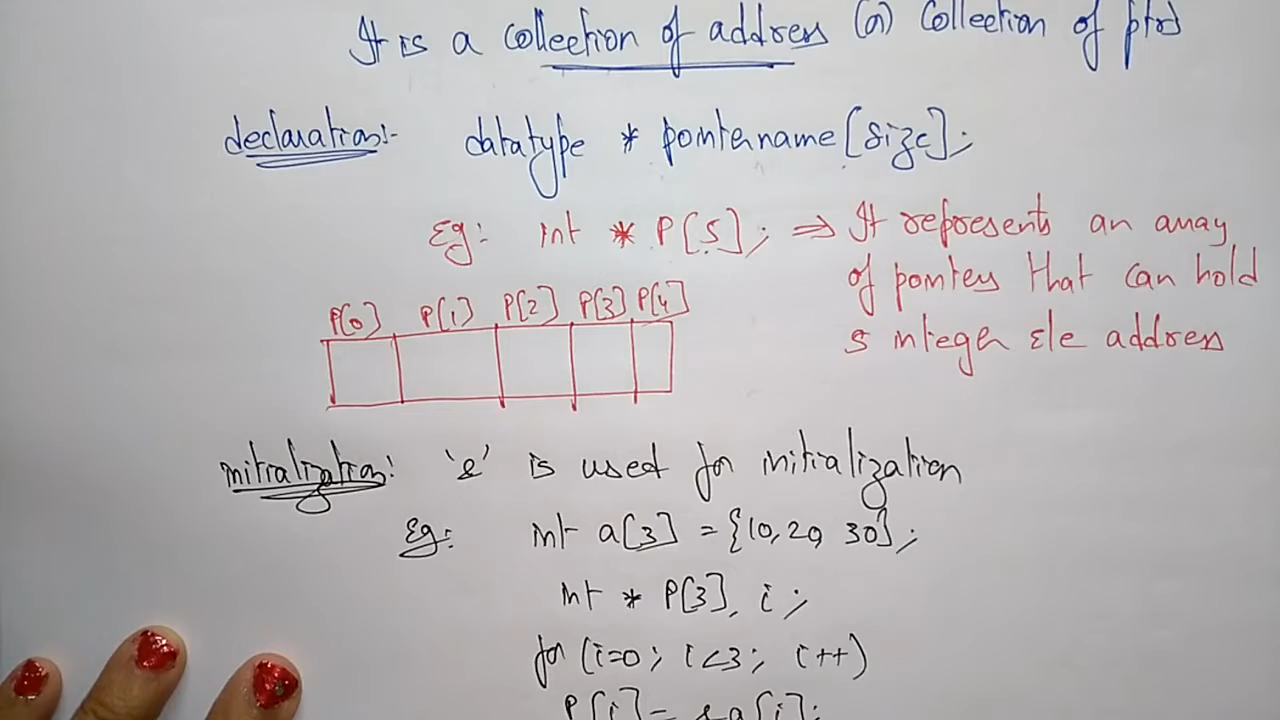 It is a collection of address (or) collection of ptrs
declaration:- datatype * pointername[size];
Eg: int * P[5]; ⇒ It represents an array
of pointers that can hold
5 integer ele address
P[0] P[1] P[2] P[3] P[4]
initialization: '&' is used for initialization
Eg: int a[3] = {10, 20, 30};
int * P[3], i;
for (i=0; i<3; i++)
P[i] = &a[i];